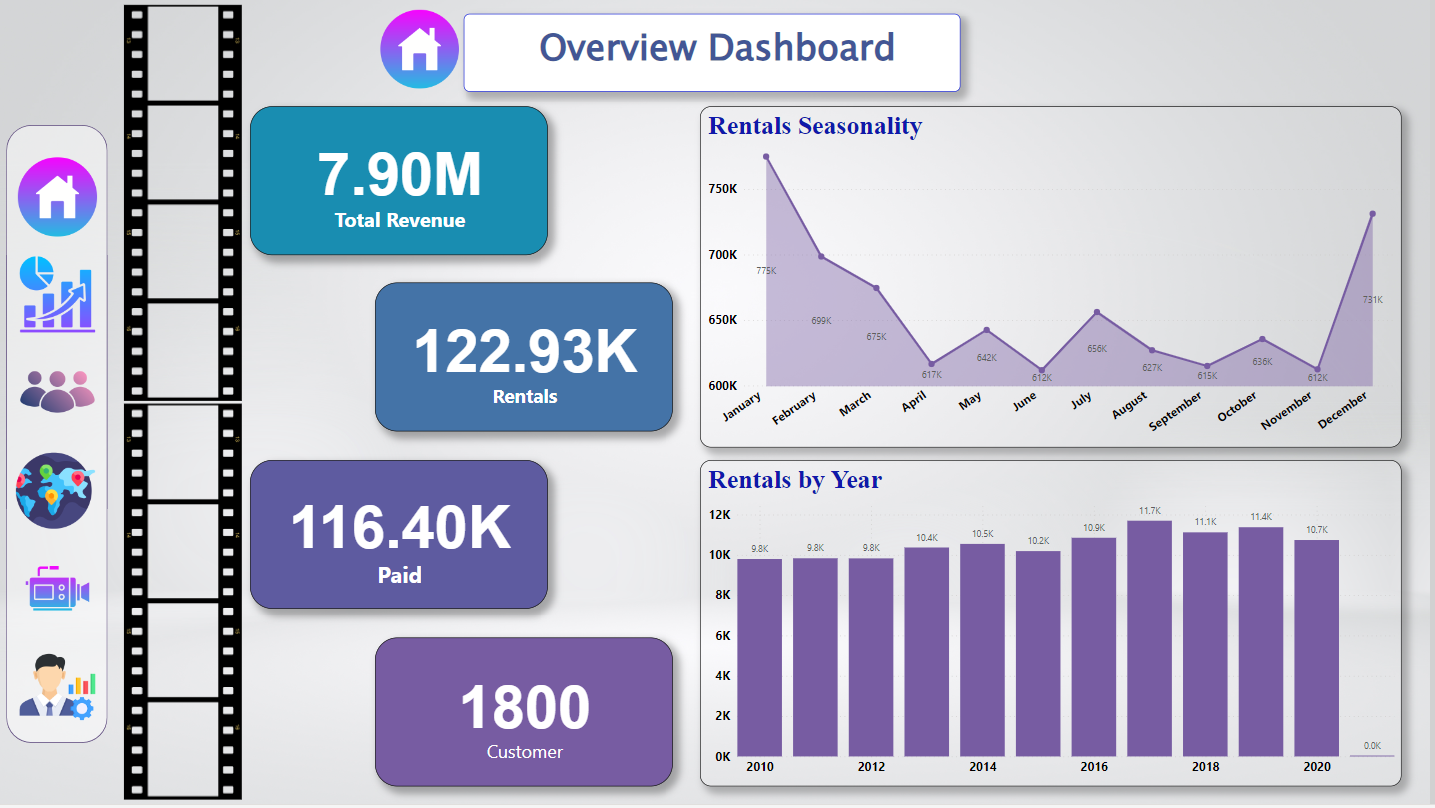 Overview Dashboard
7.90M
Total Revenue
122.93K
Rentals
116.40K
Paid
1800
Customer
Rentals Seasonality
750K
700K
650K
600K
775K
699K
675K
617K
642K
612K
656K
627K
615K
636K
612K
731K
January
February
March
April
May
June
July
August
September
October
November
December
Rentals by Year
12K
10K
8K
6K
4K
2K
0K
9.8K
9.8K
9.8K
10.4K
10.5K
10.2K
10.9K
11.7K
11.1K
11.4K
10.7K
0.0K
2010
2012
2014
2016
2018
2020